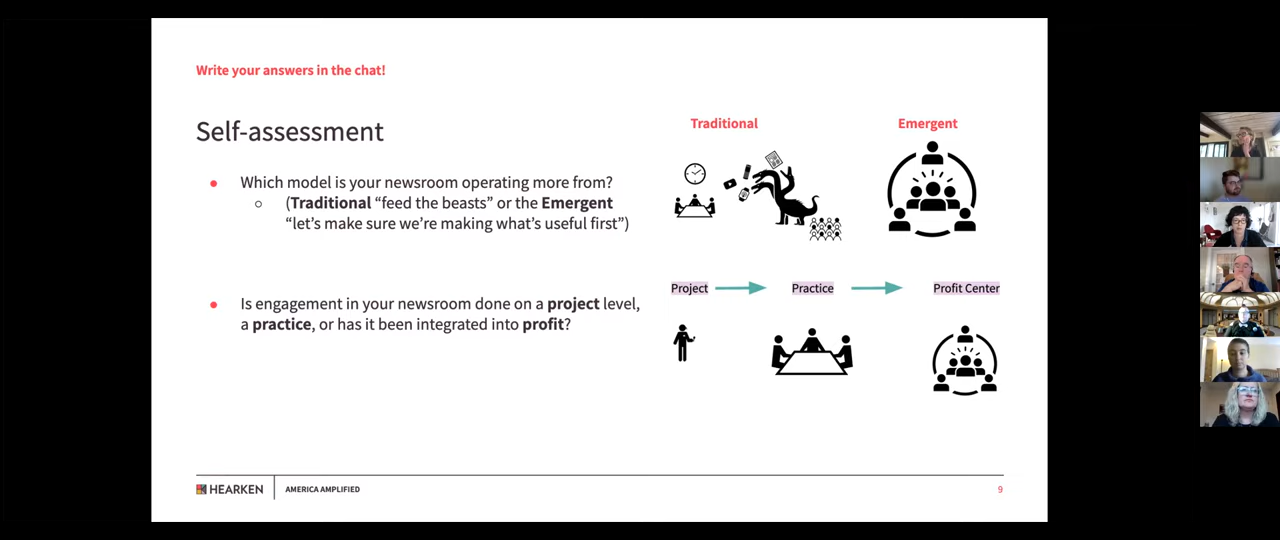 Write your answers in the chat!
Self-assessment
Which model is your newsroom operating more from?
(Traditional “feed the beasts” or the Emergent
“let’s make sure we’re making what’s useful first”)
Is engagement in your newsroom done on a project level,
a practice, or has it been integrated into profit?
Traditional
Emergent
Project
Practice
Profit Center
HEARKEN
AMERICA AMPLIFIED
9